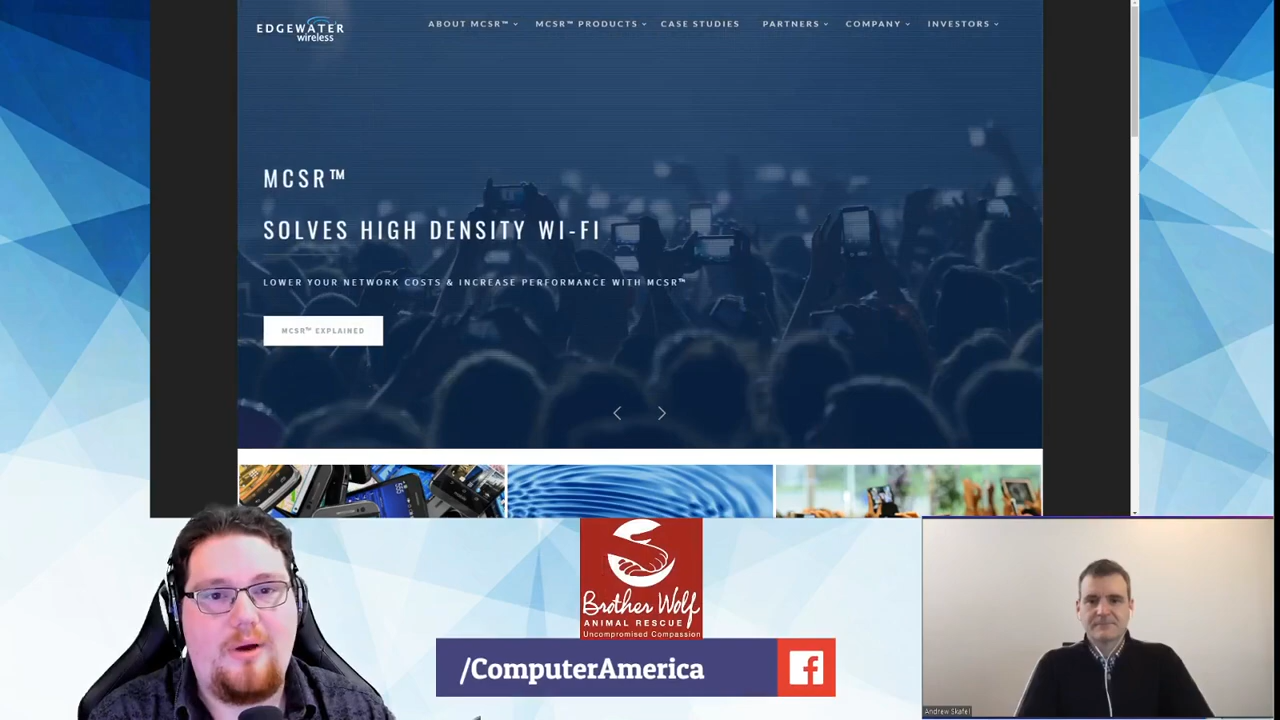 EDGEWATER
wireless
ABOUT MCSR™
MCSR™ PRODUCTS
CASE STUDIES
PARTNERS
COMPANY
INVESTORS
MCSR™
SOLVES HIGH DENSITY WI-FI
LOWER YOUR NETWORK COSTS & INCREASE PERFORMANCE WITH MCSR™
MCSR™ EXPLAINED
Brother Wolf
ANIMAL RESCUE
Uncompromised Compassion
/ComputerAmerica
Andrew Skafel